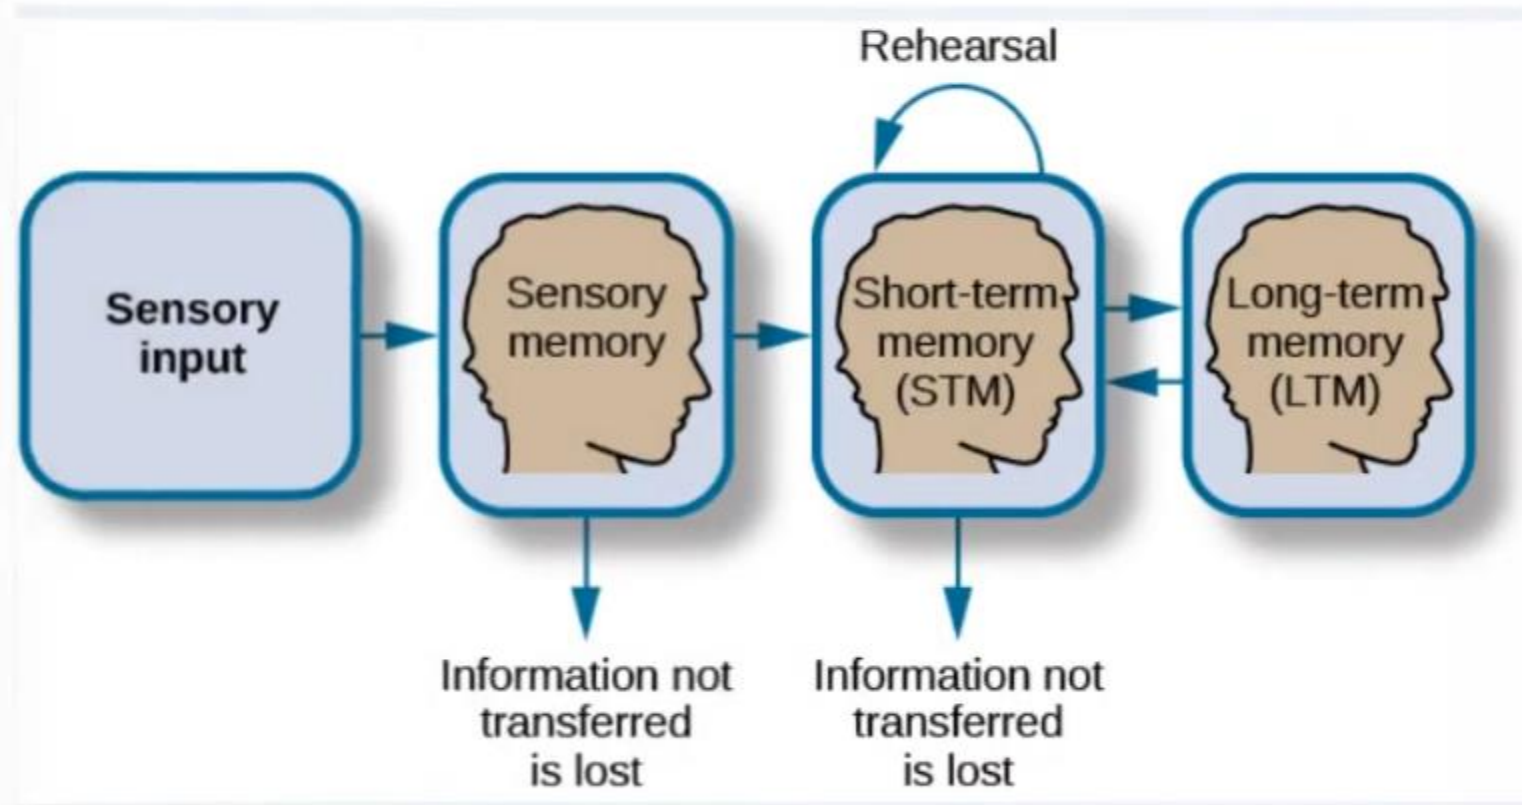 Rehearsal
Sensory
input
Sensory
memory
Short-term
memory
(STM)
Long-term
memory
(LTM)
Information not
transferred
is lost
Information not
transferred
is lost